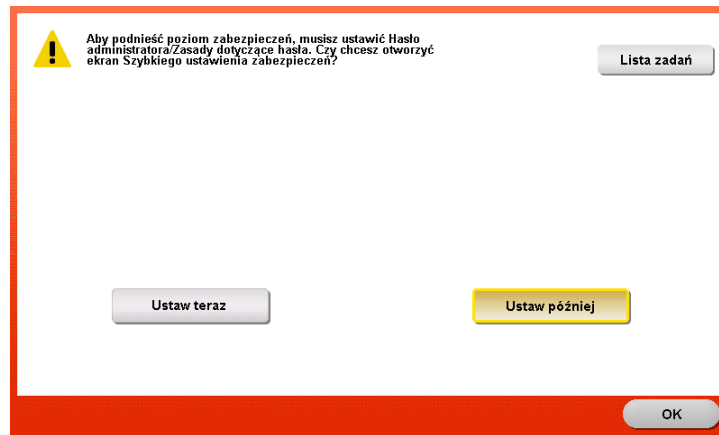 Aby podnieść poziom zabezpieczeń, musisz ustawić Hasło
administratora/Zasady dotyczące hasła. Czy chcesz otworzyć
ekran Szybkiego ustawienia zabezpieczeń?
Lista zadań
Ustaw teraz
Ustaw później
OK